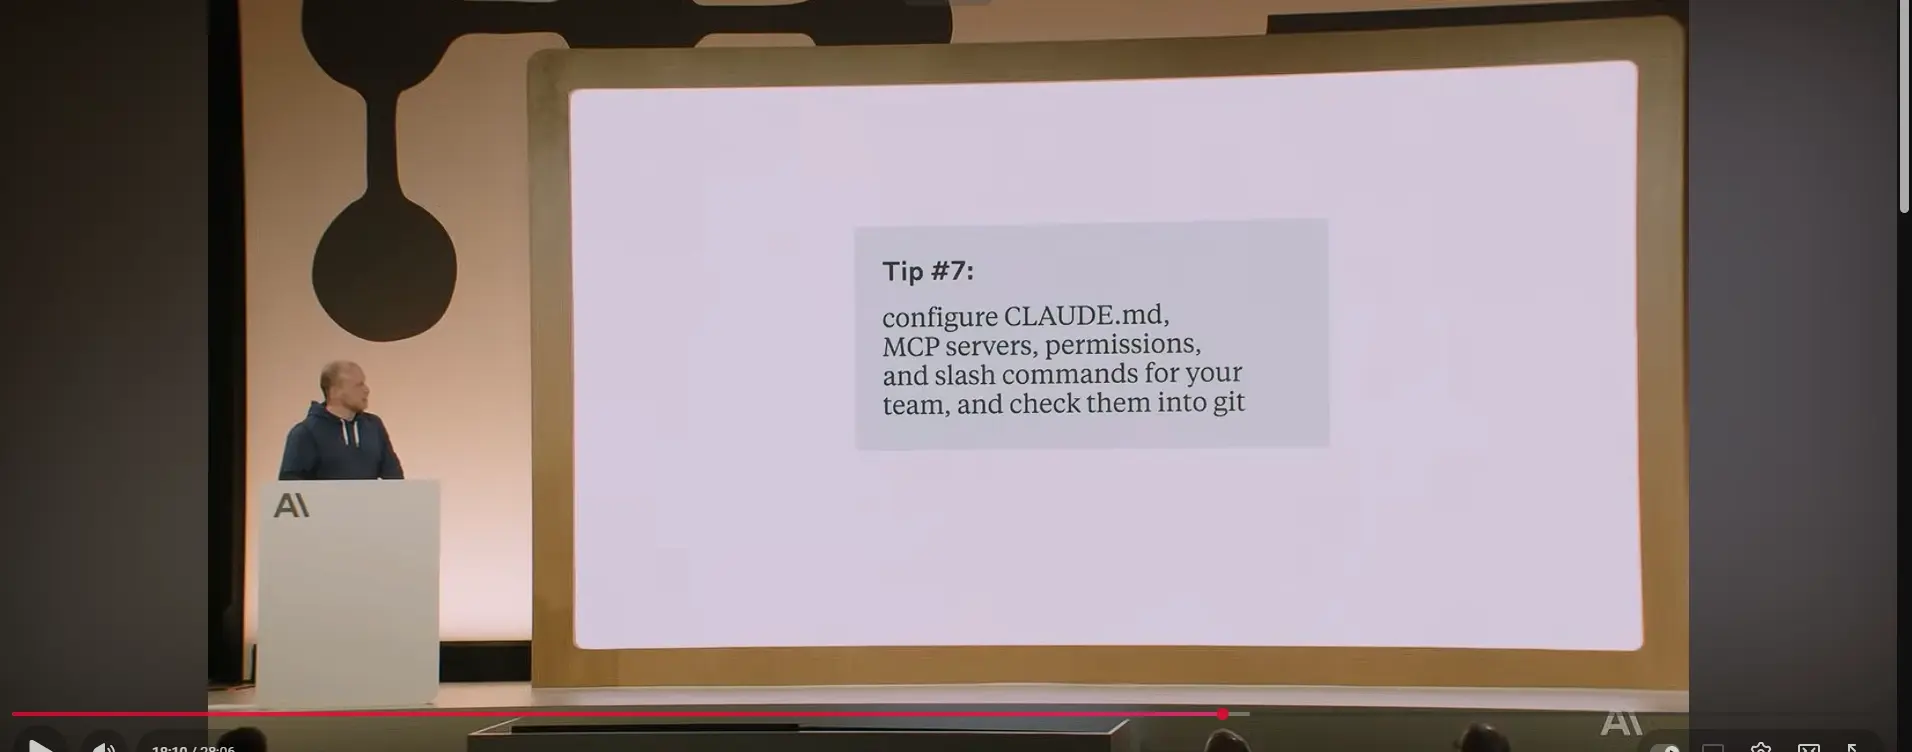 Tip #7:
configure CLAUDE.md,
MCP servers, permissions,
and slash commands for your
team, and check them into git
A\
A\
18:10 / 28:06